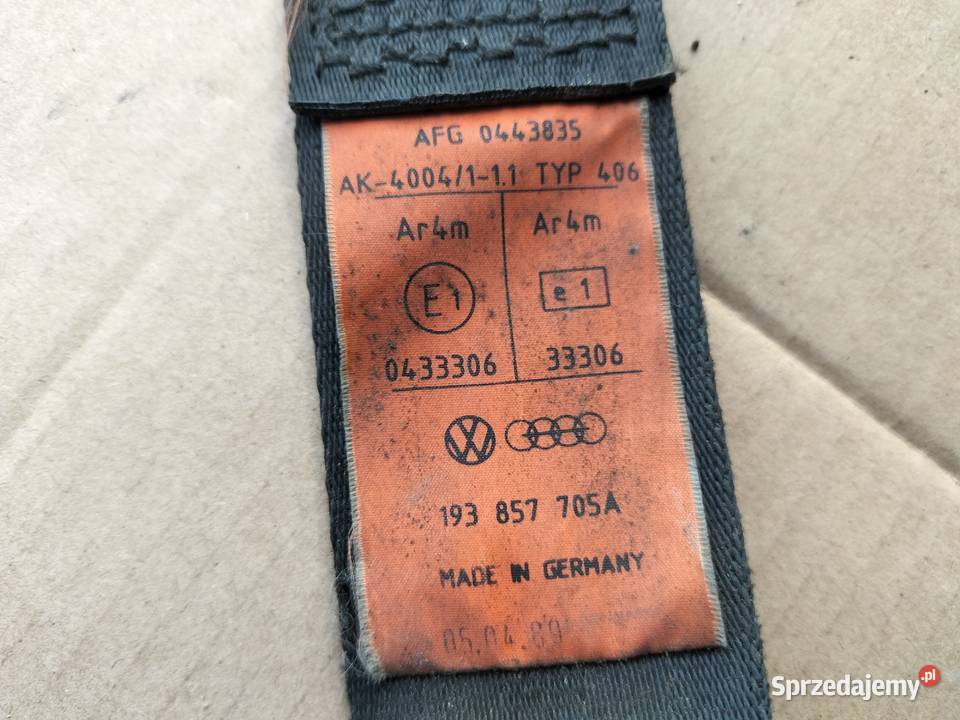 AFG 0443835
AK-4004/1-1.1 TYP 406
Ar4m Ar4m
E1 e 1
0433306 33306
193 857 705A
MADE IN GERMANY
05.04.89
Sprzedajemy.pl